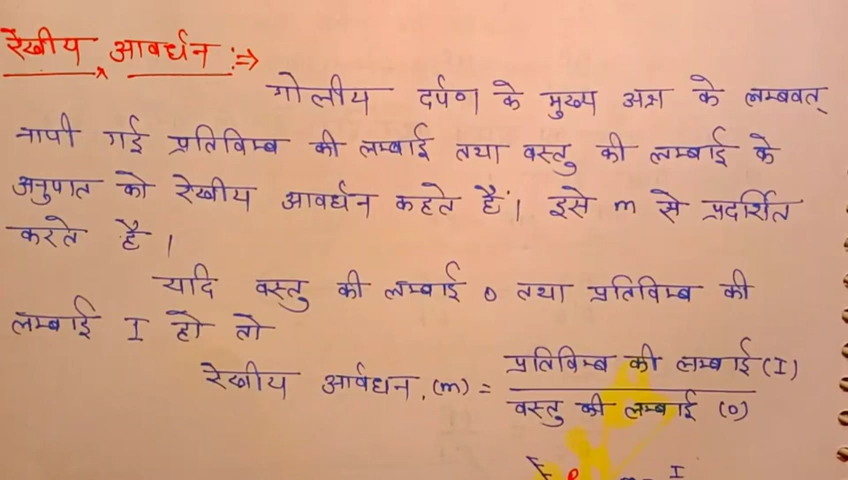 रेखीय आवर्धन :⇒
गोलीय दर्पण के मुख्य अक्ष के लम्बवत्
नापी गई प्रतिविम्ब की लम्बाई तथा वस्तु की लम्बाई के
अनुपात को रेखीय आवर्धन कहते हैं। इसे m से प्रदर्शित
करते है।
यदि वस्तु की लम्बाई o तथा प्रतिविम्ब की
लम्बाई I हो तो
रेखीय आर्वधन, (m) = प्रतिविम्ब की लम्बाई (I)
वस्तु की लम्बाई (o)
I